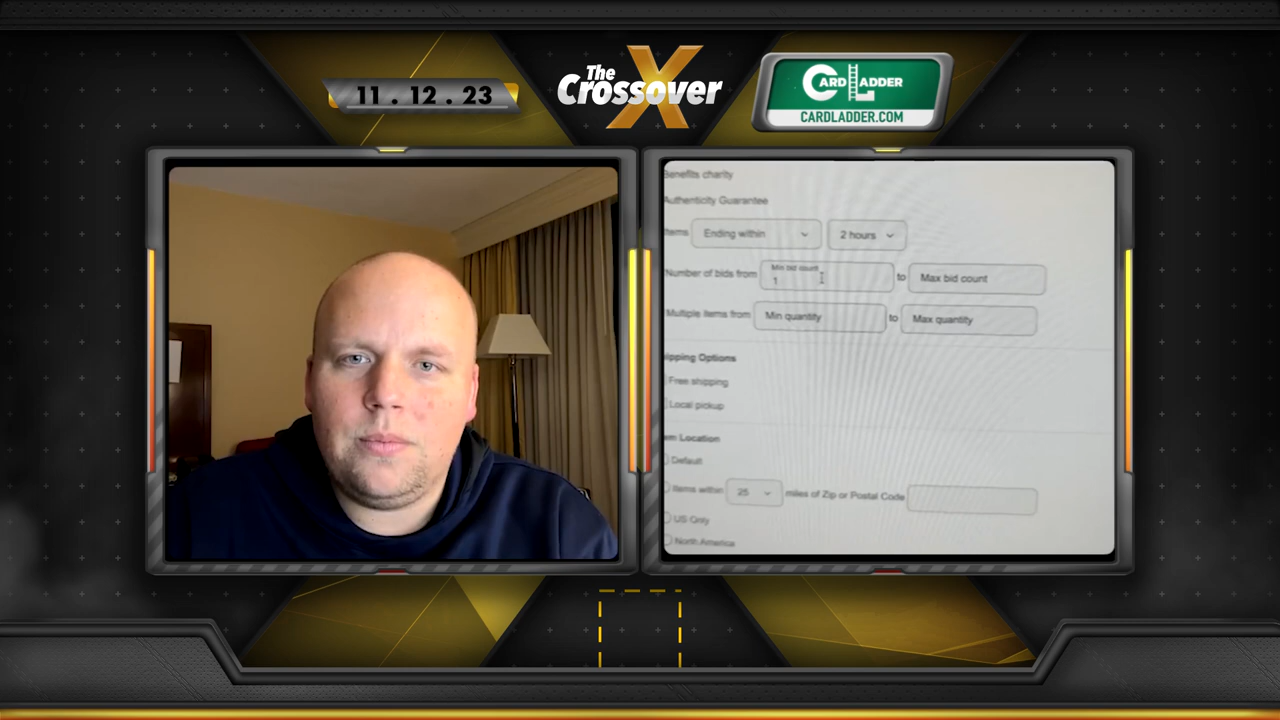 11 . 12 . 23
The
Crossover
X
CARD LADDER
CARDLADDER.COM
Benefits charity
Authenticity Guarantee
Items Ending within 2 hours
Number of bids from Min bid count 1 to Max bid count
Multiple items from Min quantity to Max quantity
ipping Options
Free shipping
Local pickup
em Location
Default
Items within 25 miles of Zip or Postal Code
US Only
North America